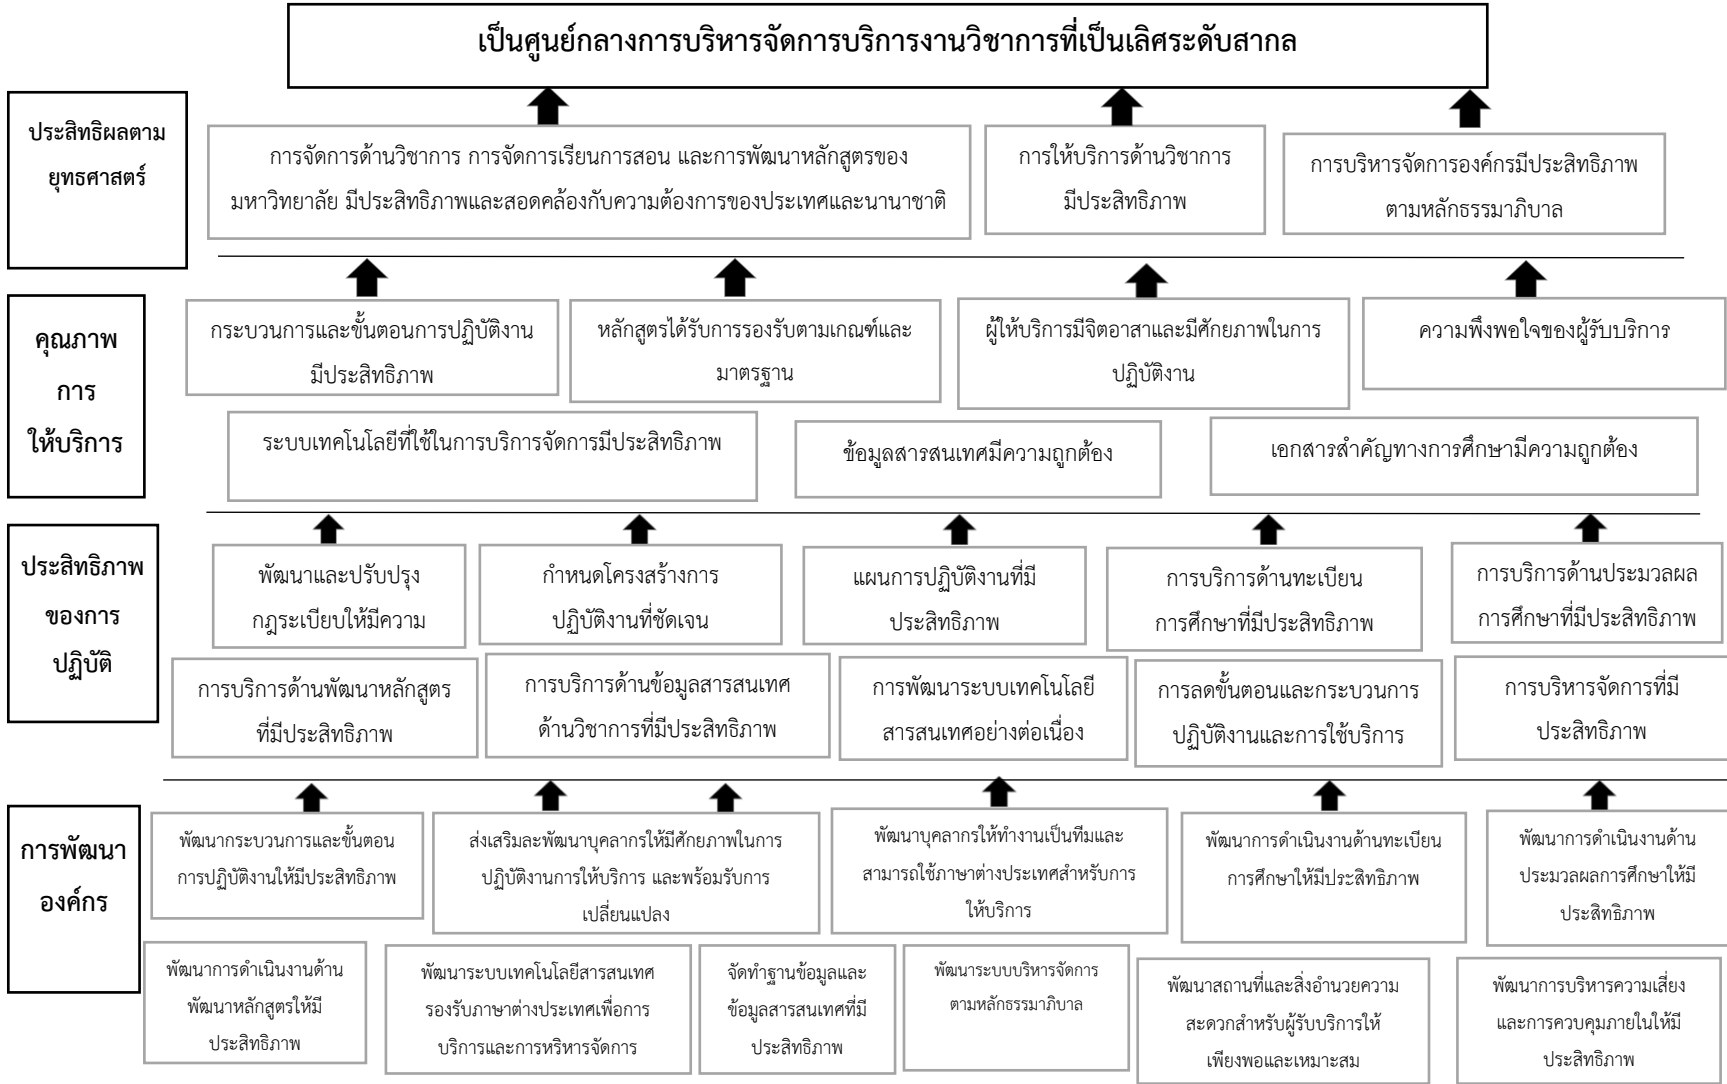 เป็นศูนย์กลางการบริหารจัดการบริการงานวิชาการที่เป็นเลิศระดับสากล
ประสิทธิผลตาม
ยุทธศาสตร์
การจัดการด้านวิชาการ การจัดการเรียนการสอน และการพัฒนาหลักสูตรของ
มหาวิทยาลัย มีประสิทธิภาพและสอดคล้องกับความต้องการของประเทศและนานาชาติ
การให้บริการด้านวิชาการ
มีประสิทธิภาพ
การบริหารจัดการองค์กรมีประสิทธิภาพ
ตามหลักธรรมาภิบาล
คุณภาพ
การ
ให้บริการ
กระบวนการและขั้นตอนการปฏิบัติงาน
มีประสิทธิภาพ
หลักสูตรได้รับการรองรับตามเกณฑ์และ
มาตรฐาน
ผู้ให้บริการมีจิตอาสาและมีศักยภาพในการ
ปฏิบัติงาน
ความพึงพอใจของผู้รับบริการ
ระบบเทคโนโลยีที่ใช้ในการบริการจัดการมีประสิทธิภาพ
ข้อมูลสารสนเทศมีความถูกต้อง
เอกสารสำคัญทางการศึกษามีความถูกต้อง
ประสิทธิภาพ
ของการ
ปฏิบัติ
พัฒนาและปรับปรุง
กฎระเบียบให้มีความ
กำหนดโครงสร้างการ
ปฏิบัติงานที่ชัดเจน
แผนการปฏิบัติงานที่มี
ประสิทธิภาพ
การบริการด้านทะเบียน
การศึกษาที่มีประสิทธิภาพ
การบริการด้านประมวลผล
การศึกษาที่มีประสิทธิภาพ
การบริการด้านพัฒนาหลักสูตร
ที่มีประสิทธิภาพ
การบริการด้านข้อมูลสารสนเทศ
ด้านวิชาการที่มีประสิทธิภาพ
การพัฒนาระบบเทคโนโลยี
สารสนเทศอย่างต่อเนื่อง
การลดขั้นตอนและกระบวนการ
ปฏิบัติงานและการใช้บริการ
การบริหารจัดการที่มี
ประสิทธิภาพ
การพัฒนา
องค์กร
พัฒนากระบวนการและขั้นตอน
การปฏิบัติงานให้มีประสิทธิภาพ
ส่งเสริมละพัฒนาบุคลากรให้มีศักยภาพในการ
ปฏิบัติงานการให้บริการ และพร้อมรับการ
เปลี่ยนแปลง
พัฒนาบุคลากรให้ทำงานเป็นทีมและ
สามารถใช้ภาษาต่างประเทศสำหรับการ
ให้บริการ
พัฒนาการดำเนินงานด้านทะเบียน
การศึกษาให้มีประสิทธิภาพ
พัฒนาการดำเนินงานด้าน
ประมวลผลการศึกษาให้มี
ประสิทธิภาพ
พัฒนาการดำเนินงานด้าน
พัฒนาหลักสูตรให้มี
ประสิทธิภาพ
พัฒนาระบบเทคโนโลยีสารสนเทศ
รองรับภาษาต่างประเทศเพื่อการ
บริการและการหริหารจัดการ
จัดทำฐานข้อมูลและ
ข้อมูลสารสนเทศที่มี
ประสิทธิภาพ
พัฒนาระบบบริหารจัดการ
ตามหลักธรรมาภิบาล
พัฒนาสถานที่และสิ่งอำนวยความ
สะดวกสำหรับผู้รับบริการให้
เพียงพอและเหมาะสม
พัฒนาการบริหารความเสี่ยง
และการควบคุมภายในให้มี
ประสิทธิภาพ